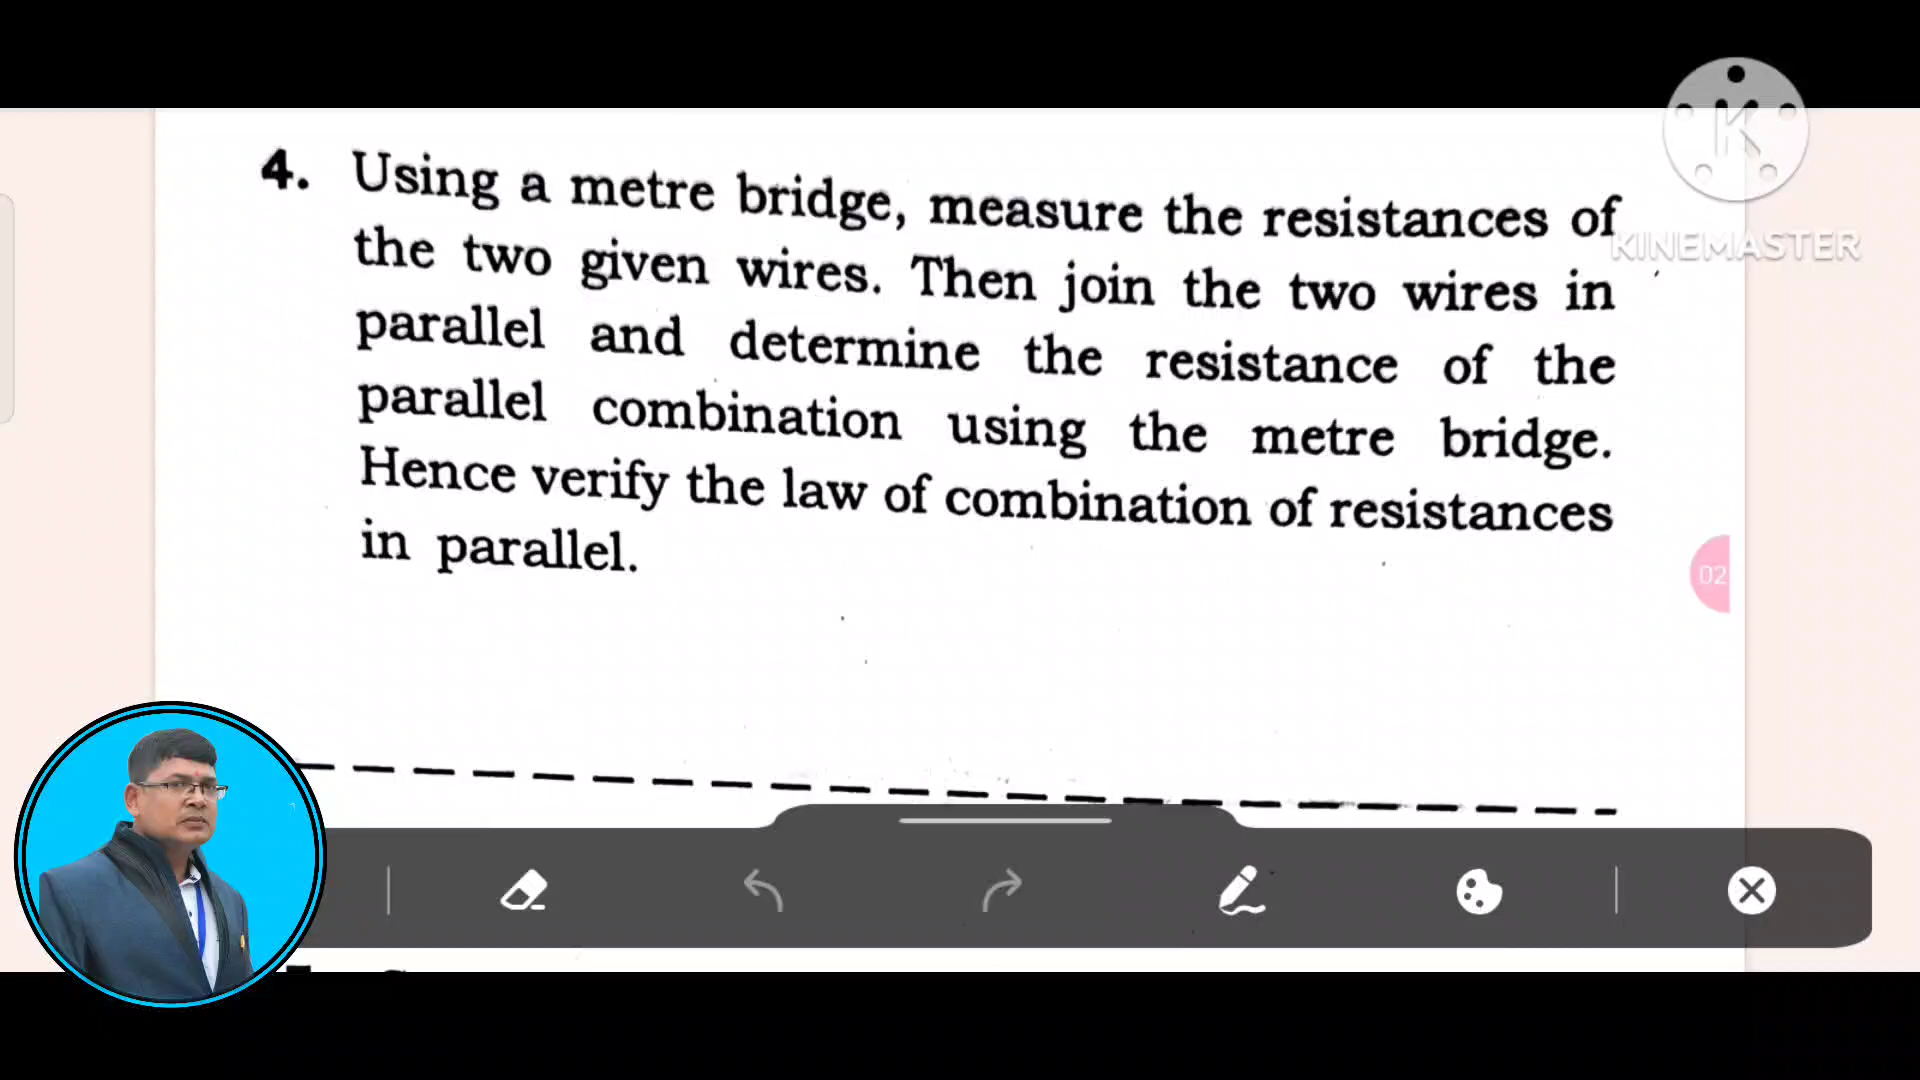 KINEMASTER
4. Using a metre bridge, measure the resistances of
the two given wires. Then join the two wires in
parallel and determine the resistance of the
parallel combination using the metre bridge.
Hence verify the law of combination of resistances
in parallel.
02